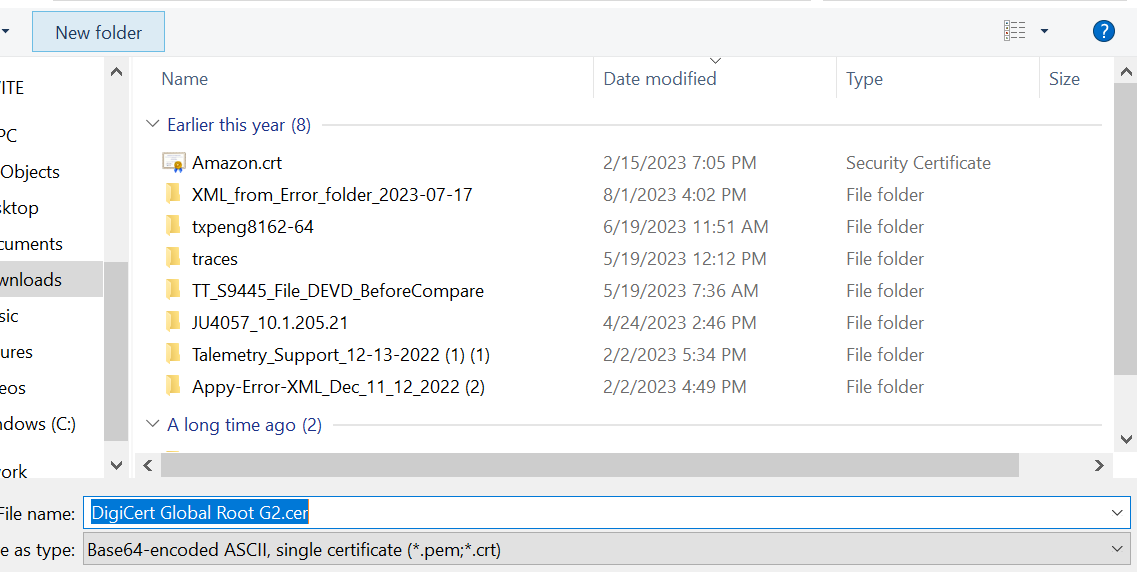 New folder ?
Name Date modified Type Size
ITE
PC
Objects
sktop
cuments
wnloads
sic
ures
eos
ndows (C:)
ork
Earlier this year (8)
Amazon.crt 2/15/2023 7:05 PM Security Certificate
XML_from_Error_folder_2023-07-17 8/1/2023 4:02 PM File folder
txpeng8162-64 6/19/2023 11:51 AM File folder
traces 5/19/2023 12:12 PM File folder
TT_S9445_File_DEVD_BeforeCompare 5/19/2023 7:36 AM File folder
JU4057_10.1.205.21 4/24/2023 2:46 PM File folder
Talemetry_Support_12-13-2022 (1) (1) 2/2/2023 5:34 PM File folder
Appy-Error-XML_Dec_11_12_2022 (2) 2/2/2023 4:49 PM File folder
A long time ago (2)
File name: DigiCert Global Root G2.cer
e as type: Base64-encoded ASCII, single certificate (*.pem;*.crt)